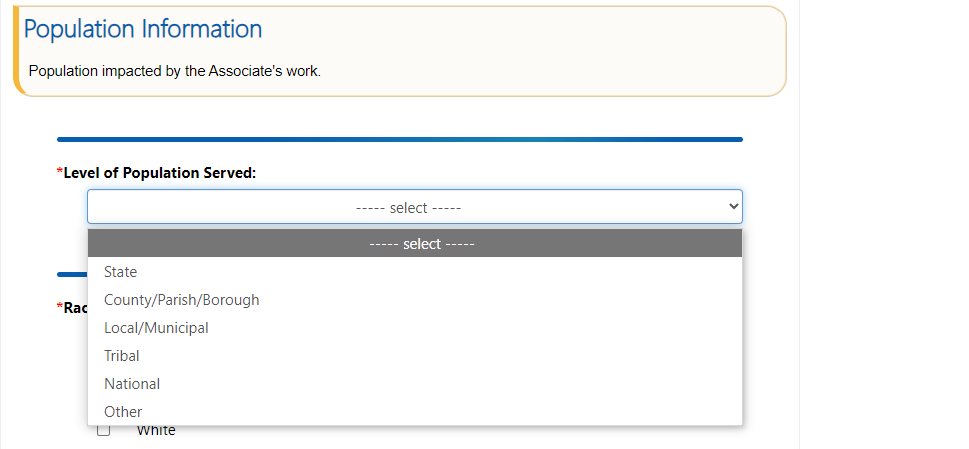 Population Information
Population impacted by the Associate's work.
*Level of Population Served:
----- select -----
----- select -----
State
County/Parish/Borough
*Rac
Local/Municipal
Tribal
National
Other
White